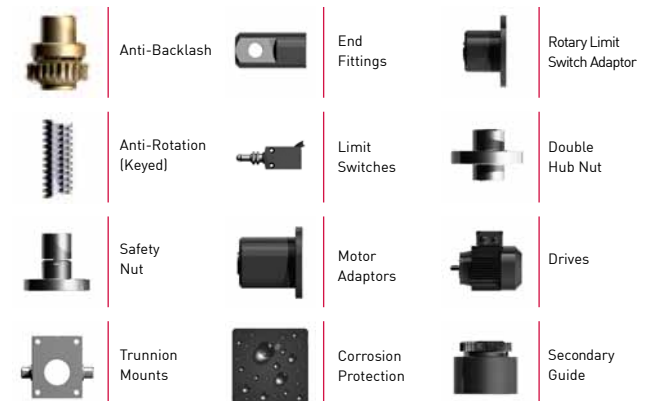 Anti-Backlash
End
Fittings
Rotary Limit
Switch Adaptor
Anti-Rotation
(Keyed)
Limit
Switches
Double
Hub Nut
Safety
Nut
Motor
Adaptors
Drives
Trunnion
Mounts
Corrosion
Protection
Secondary
Guide